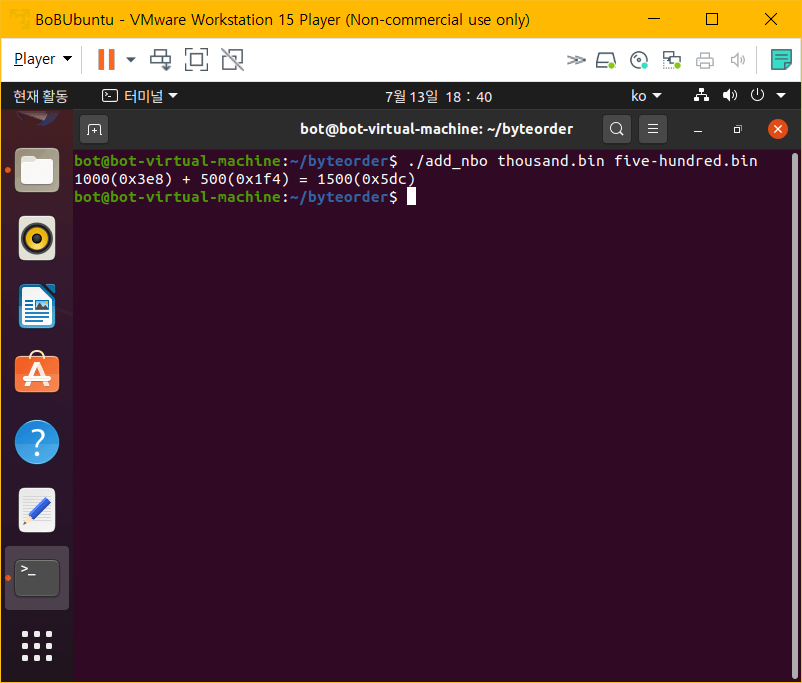 BoBUbuntu - VMware Workstation 15 Player (Non-commercial use only)
Player
현재 활동 터미널 7월 13일 18 : 40 ko
bot@bot-virtual-machine: ~/byteorder
bot@bot-virtual-machine:~/byteorder$ ./add_nbo thousand.bin five-hundred.bin
1000(0x3e8) + 500(0x1f4) = 1500(0x5dc)
bot@bot-virtual-machine:~/byteorder$